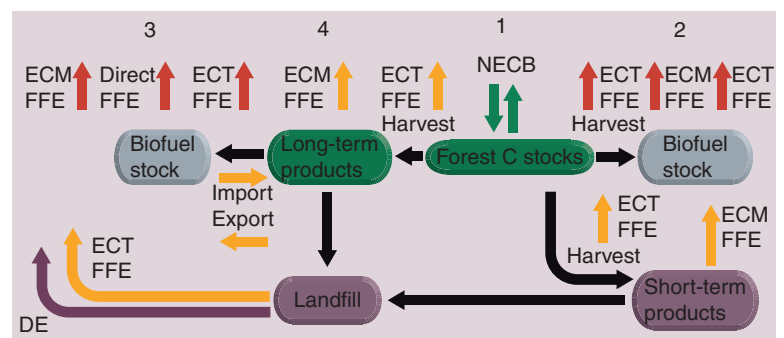 3 4 1 2
ECM Direct ECT ECM ECT NECB ECT ECM ECT
FFE FFE FFE FFE FFE FFE FFE FFE
Harvest Harvest
Biofuel Long-term Forest C stocks Biofuel
stock products stock
Import
Export
ECT ECM
FFE FFE
Harvest
ECT
FFE
Landfill Short-term
products
DE